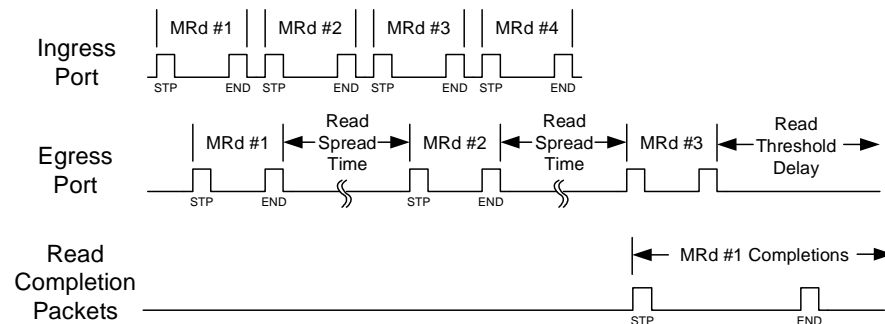 MRd #1 MRd #2 MRd #3 MRd #4
Ingress
Port
STP END STP END STP END STP END
Read
Spread
Time
Read
Spread
Time
Read
Threshold
Delay
MRd #1 MRd #2 MRd #3
Egress
Port
STP END STP END
Read
Completion
Packets
MRd #1 Completions
STP END